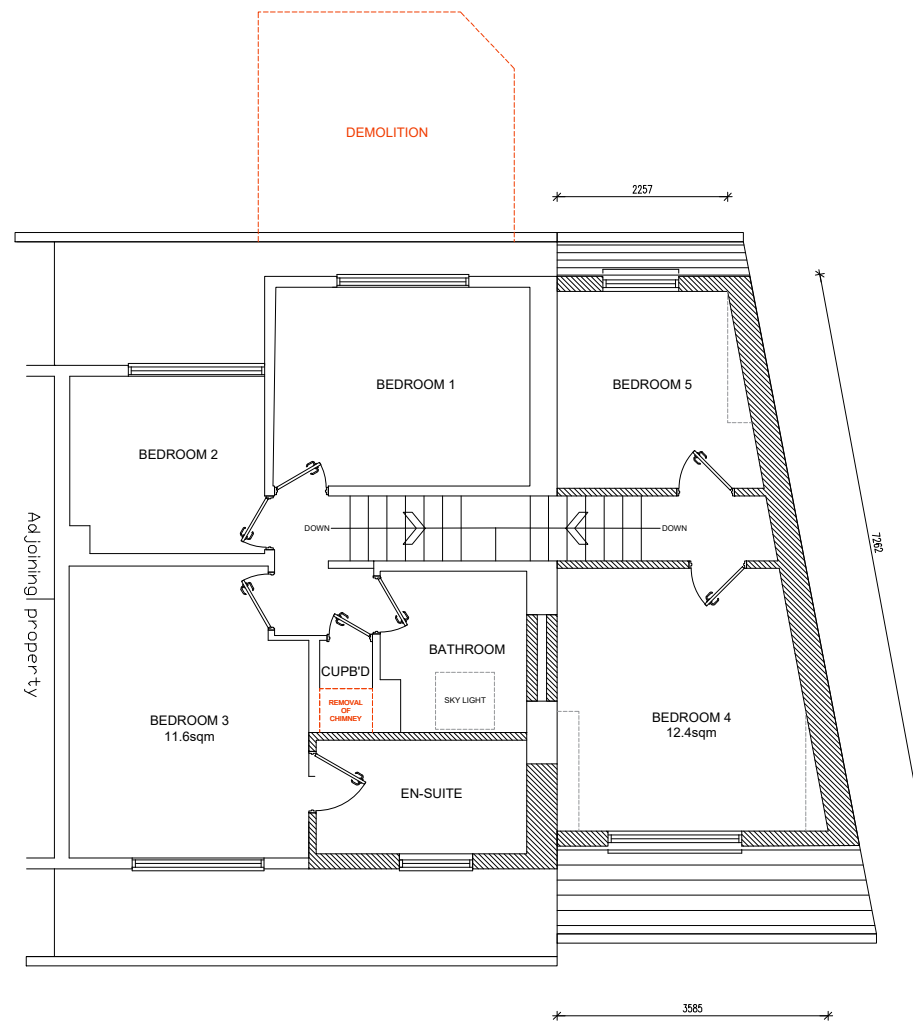 DEMOLITION
2257
BEDROOM 1
BEDROOM 5
BEDROOM 2
DOWN
DOWN
7262
Adjoining property
BATHROOM
CUPB'D
SKY LIGHT
REMOVAL
OF
CHIMNEY
BEDROOM 3
11.6sqm
BEDROOM 4
12.4sqm
EN-SUITE
3585